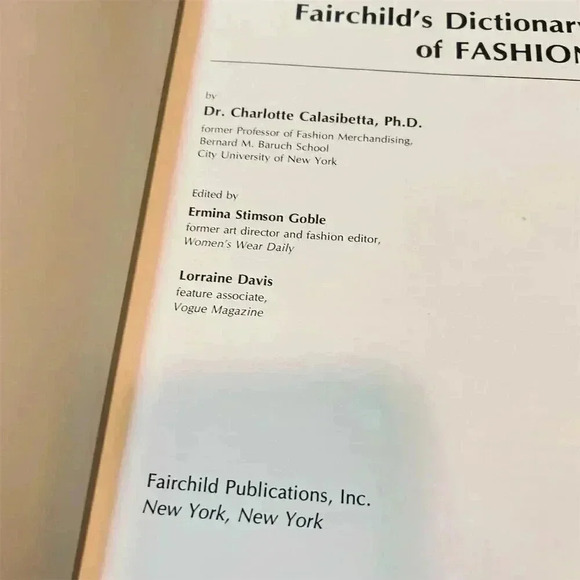 Fairchild's Dictionary
of FASHION
by
Dr. Charlotte Calasibetta, Ph.D.
former Professor of Fashion Merchandising,
Bernard M. Baruch School
City University of New York
Edited by
Ermina Stimson Goble
former art director and fashion editor,
Women's Wear Daily
Lorraine Davis
feature associate,
Vogue Magazine
Fairchild Publications, Inc.
New York, New York